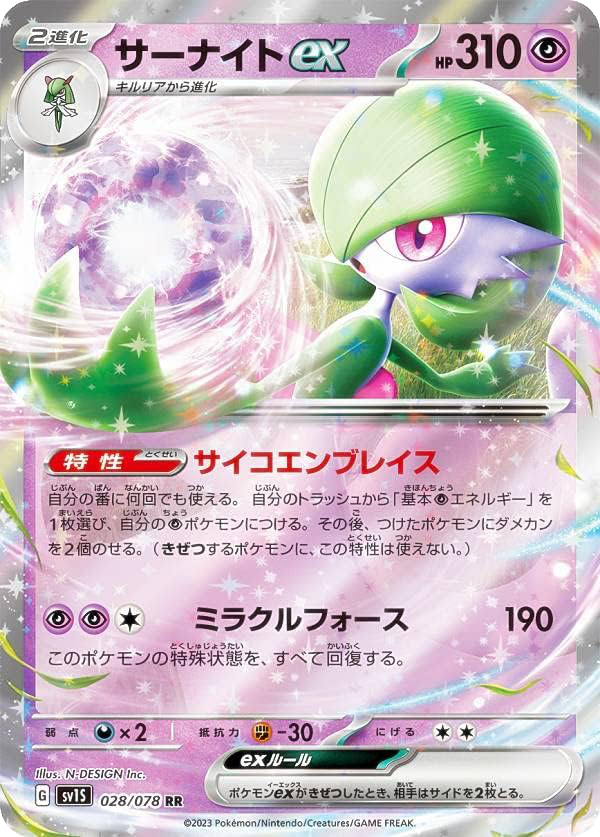 2進化
サーナイトex
HP310
キルリアから進化
特性 とくせい サイコエンブレイス
自分の番に何回でも使える。自分のトラッシュから「基本エネルギー」を
1枚選び、自分のポケモンにつける。その後、つけたポケモンにダメカン
を2個のせる。(きぜつするポケモンに、この特性は使えない。)
ミラクルフォース 190
このポケモンの特殊状態を、すべて回復する。
弱点 ×2 抵抗力 -30 にげる
exルール
ポケモンexがきぜつしたとき、相手はサイドを2枚とる。
Illus. N-DESIGN Inc.
G sv1S 028/078 RR
©2023 Pokémon/Nintendo/Creatures/GAME FREAK.